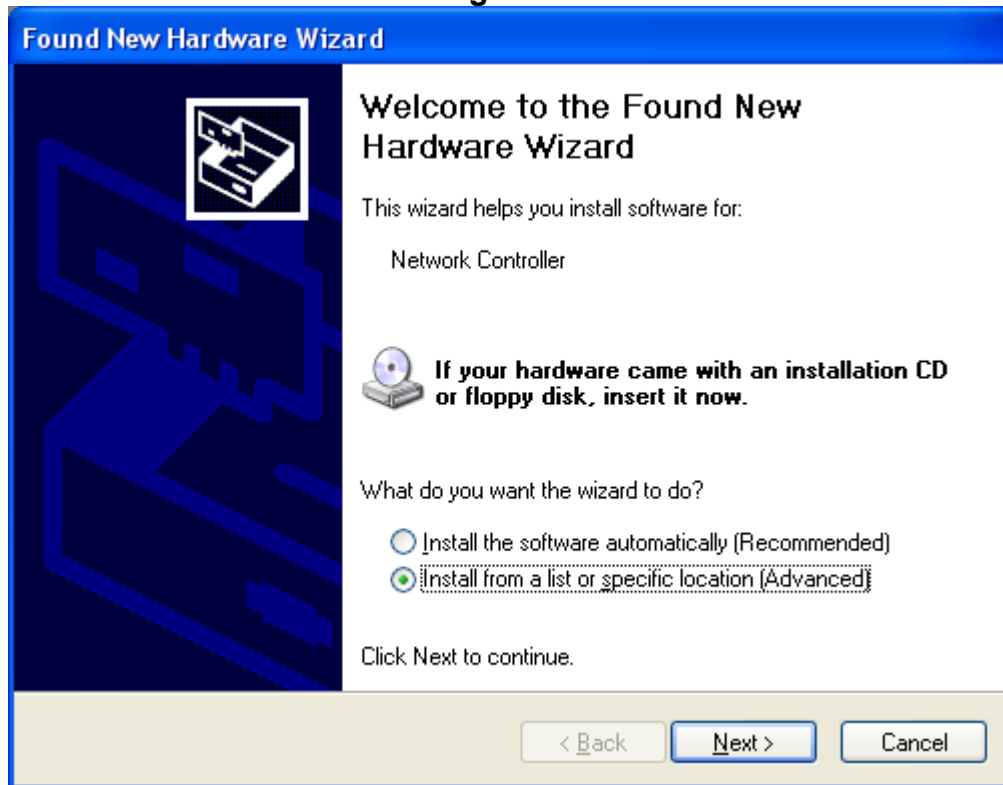 Found New Hardware Wizard
Welcome to the Found New
Hardware Wizard
This wizard helps you install software for:
Network Controller
If your hardware came with an installation CD
or floppy disk, insert it now.
What do you want the wizard to do?
Install the software automatically (Recommended)
Install from a list or specific location (Advanced)
Click Next to continue.
< Back Next > Cancel